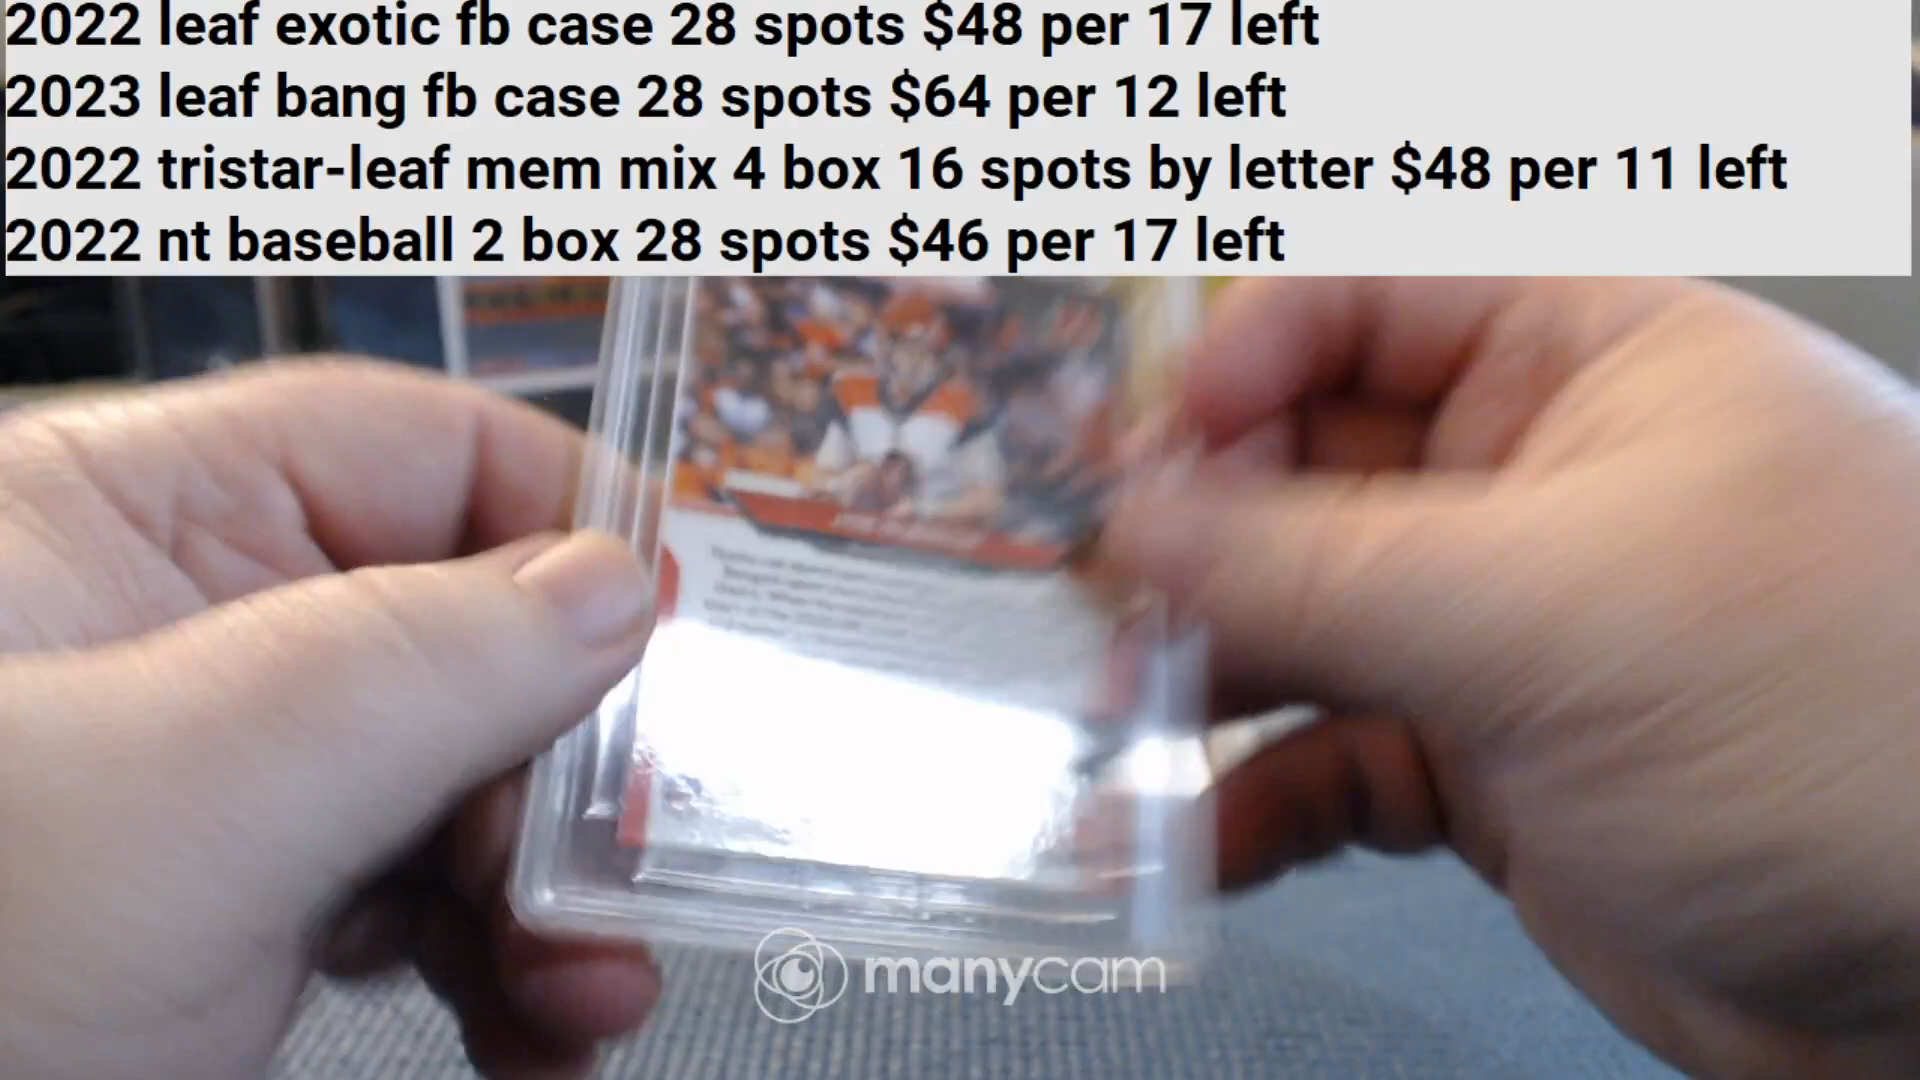 2022 leaf exotic fb case 28 spots $48 per 17 left
2023 leaf bang fb case 28 spots $64 per 12 left
2022 tristar-leaf mem mix 4 box 16 spots by letter $48 per 11 left
2022 nt baseball 2 box 28 spots $46 per 17 left
manycam